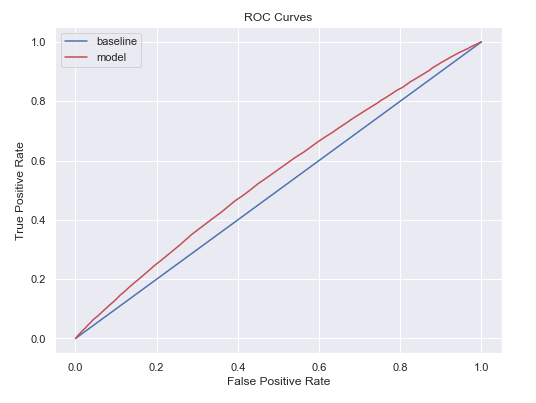 ROC Curves
baseline
model
True Positive Rate
1.0
0.8
0.6
0.4
0.2
0.0
0.0 0.2 0.4 0.6 0.8 1.0
False Positive Rate